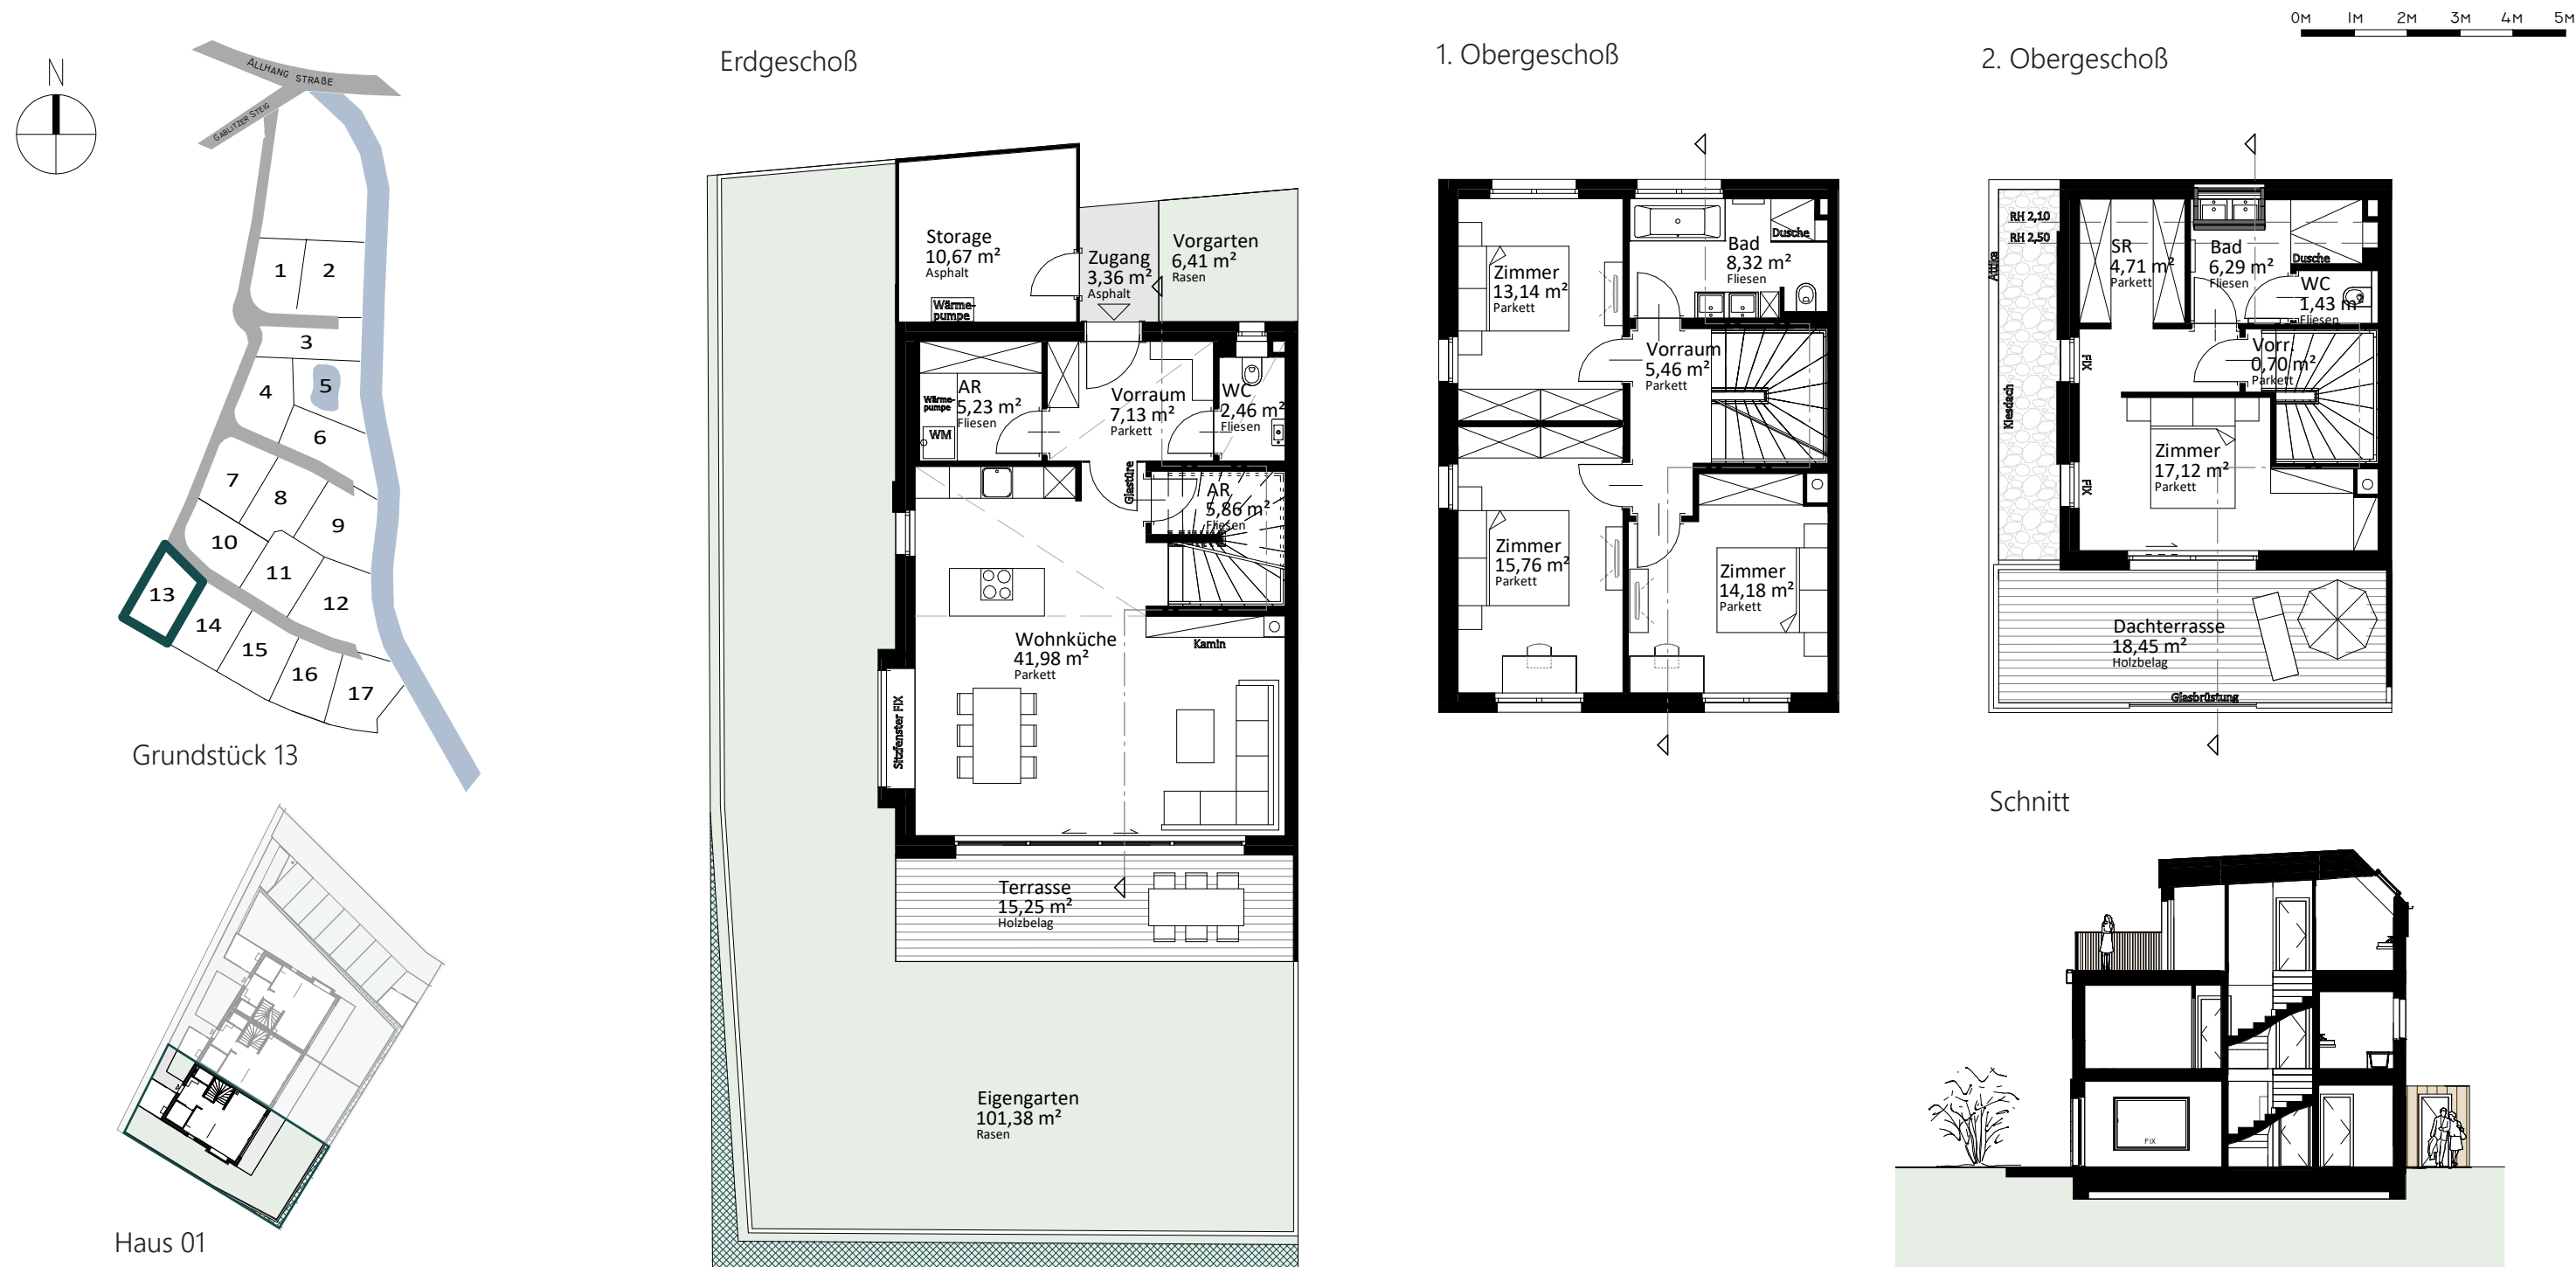 0M 1M 2M 3M 4M 5M
N
ALLHANG STRAßE
GABLITZER STEIG
1
2
3
4
5
6
7
8
9
10
11
12
13
14
15
16
17
Grundstück 13
Haus 01
Erdgeschoß
Storage
10,67 m²
Asphalt
Wärme-
pumpe
Zugang
3,36 m²
Asphalt
Vorgarten
6,41 m²
Rasen
AR
5,23 m²
Fliesen
Wärme-
pumpe
WM
Vorraum
7,13 m²
Parkett
WC
2,46 m²
Fliesen
Glastüre
AR
5,86 m²
Fliesen
Wohnküche
41,98 m²
Parkett
Kamin
Sitzfenster FIX
Terrasse
15,25 m²
Holzbelag
Eigengarten
101,38 m²
Rasen
1. Obergeschoß
Zimmer
13,14 m²
Parkett
Bad
8,32 m²
Fliesen
Dusche
Vorraum
5,46 m²
Parkett
Zimmer
15,76 m²
Parkett
Zimmer
14,18 m²
Parkett
2. Obergeschoß
RH 2,10
RH 2,50
Attika
Kiesdach
SR
4,71 m²
Parkett
Bad
6,29 m²
Fliesen
Dusche
WC
1,43 m²
Fliesen
Vorr.
0,70 m²
Parkett
FIX
FIX
Zimmer
17,12 m²
Parkett
Dachterrasse
18,45 m²
Holzbelag
Glasbrüstung
Schnitt
FIX